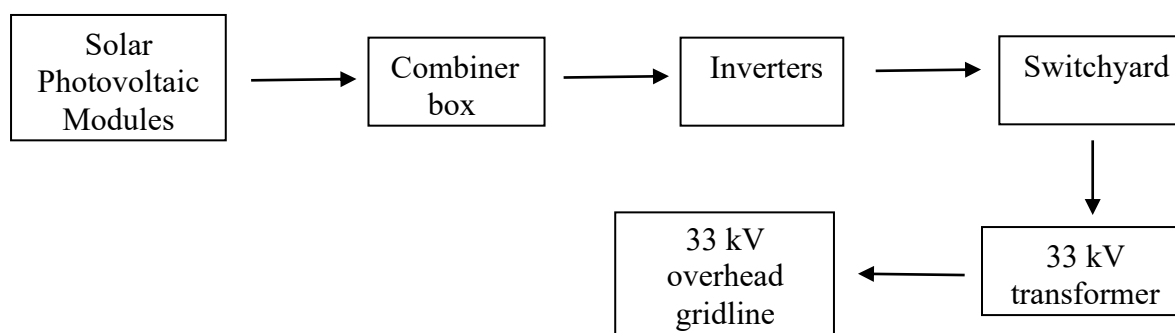 Solar
Photovoltaic
Modules
Combiner
box
Inverters
Switchyard
33 kV
transformer
33 kV
overhead
gridline